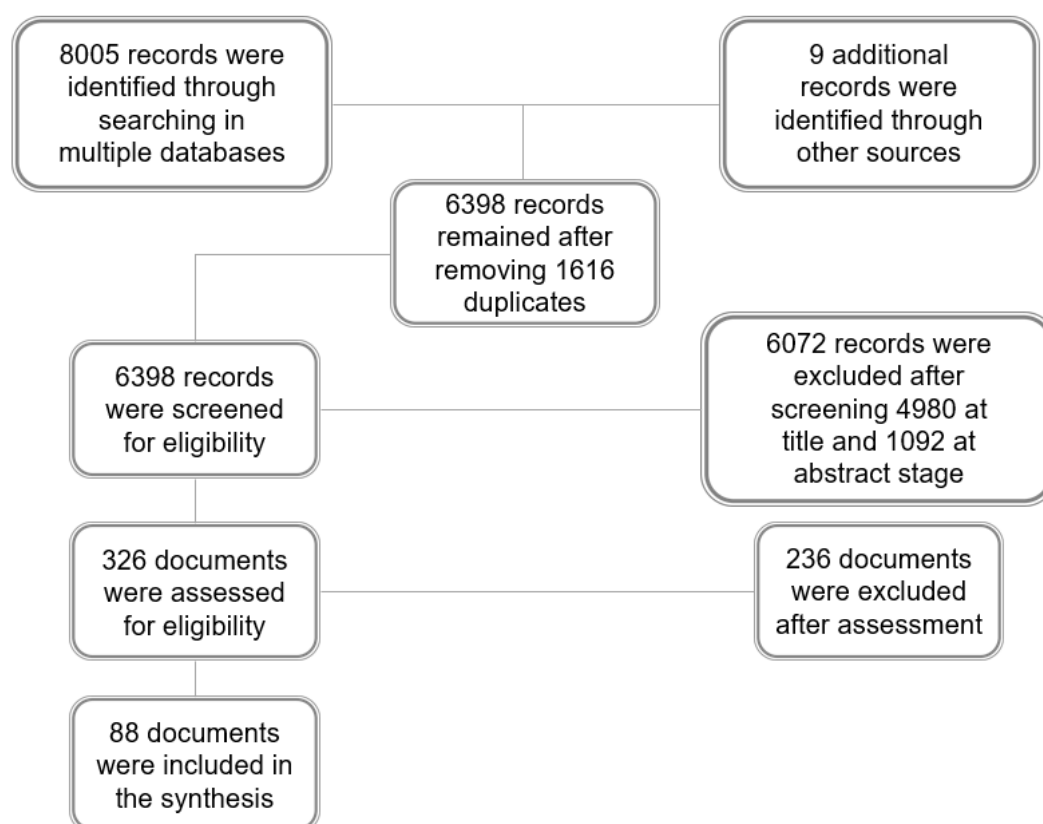 8005 records were
identified through
searching in
multiple databases
9 additional
records were
identified through
other sources
6398 records
remained after
removing 1616
duplicates
6398 records
were screened
for eligibility
6072 records were
excluded after
screening 4980 at
title and 1092 at
abstract stage
326 documents
were assessed
for eligibility
236 documents
were excluded
after assessment
88 documents
were included in
the synthesis